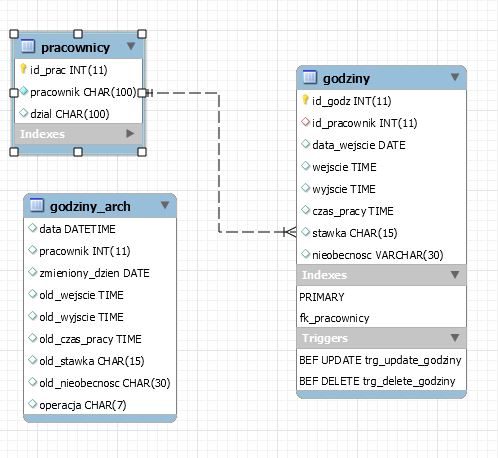 pracownicy
id_prac INT(11)
pracownik CHAR(100)
dzial CHAR(100)
Indexes
godziny_arch
data DATETIME
pracownik INT(11)
zmieniony_dzien DATE
old_wejscie TIME
old_wyjscie TIME
old_czas_pracy TIME
old_stawka CHAR(15)
old_nieobecnosc CHAR(30)
operacja CHAR(7)
godziny
id_godz INT(11)
id_pracownik INT(11)
data_wejscie DATE
wejscie TIME
wyjscie TIME
czas_pracy TIME
stawka CHAR(15)
nieobecnosc VARCHAR(30)
Indexes
PRIMARY
fk_pracownicy
Triggers
BEF UPDATE trg_update_godziny
BEF DELETE trg_delete_godziny